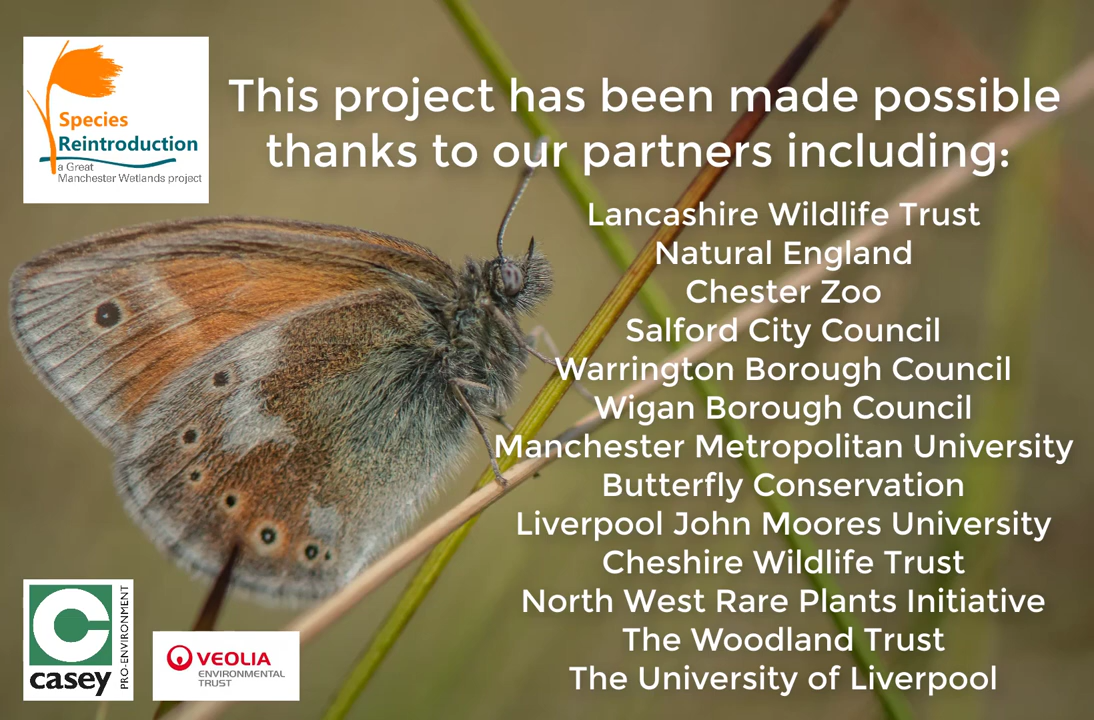 Species
Reintroduction
a Great
Manchester Wetlands project
This project has been made possible
thanks to our partners including:
Lancashire Wildlife Trust
Natural England
Chester Zoo
Salford City Council
Warrington Borough Council
Wigan Borough Council
Manchester Metropolitan University
Butterfly Conservation
Liverpool John Moores University
Cheshire Wildlife Trust
North West Rare Plants Initiative
The Woodland Trust
The University of Liverpool
C
casey
PRO-ENVIRONMENT
VEOLIA
ENVIRONMENTAL
TRUST